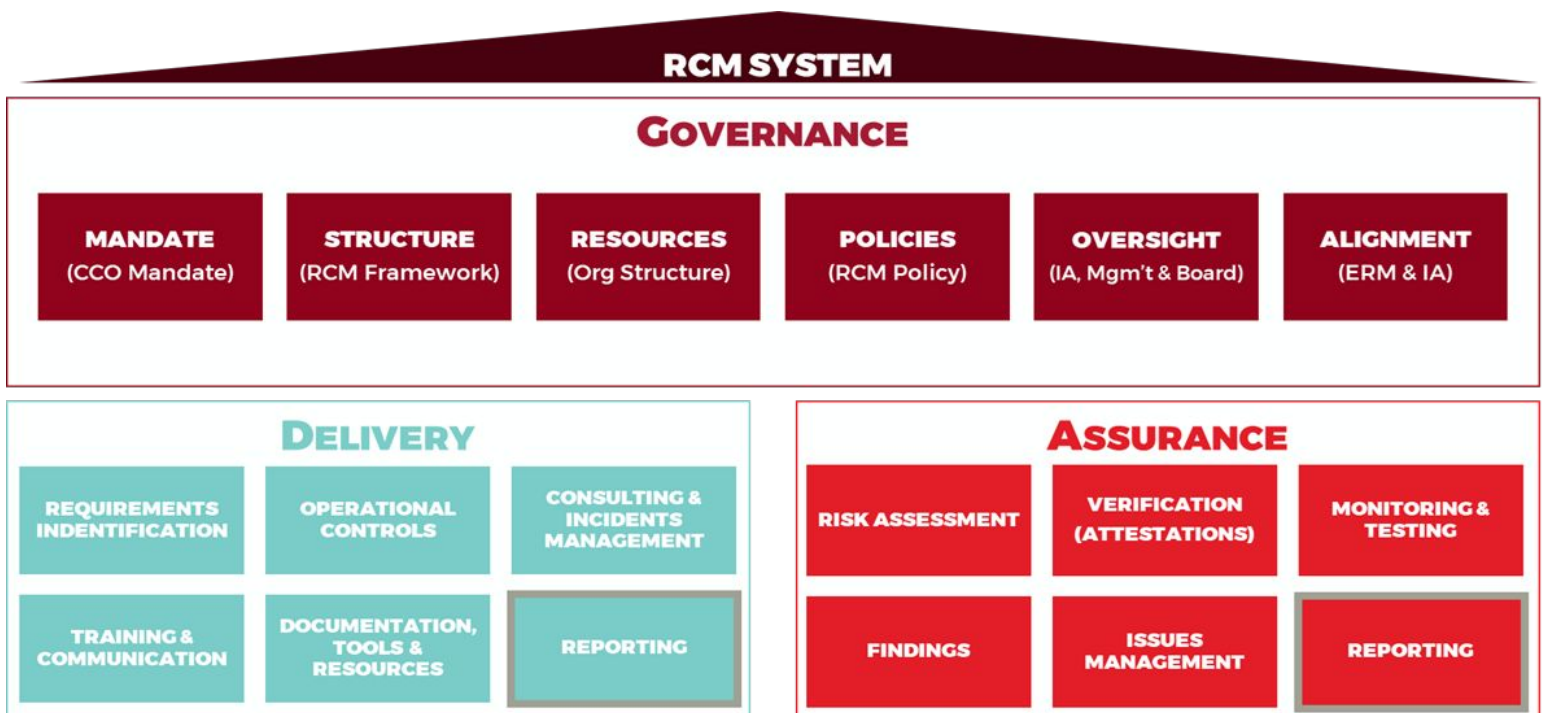 RCM SYSTEM
GOVERNANCE
MANDATE
(CCO Mandate)
STRUCTURE
(RCM Framework)
RESOURCES
(Org Structure)
POLICIES
(RCM Policy)
OVERSIGHT
(IA, Mgm't & Board)
ALIGNMENT
(ERM & IA)
DELIVERY
REQUIREMENTS
INDENTIFICATION
OPERATIONAL
CONTROLS
CONSULTING &
INCIDENTS
MANAGEMENT
TRAINING &
COMMUNICATION
DOCUMENTATION,
TOOLS &
RESOURCES
REPORTING
ASSURANCE
RISK ASSESSMENT
VERIFICATION
(ATTESTATIONS)
MONITORING &
TESTING
FINDINGS
ISSUES
MANAGEMENT
REPORTING